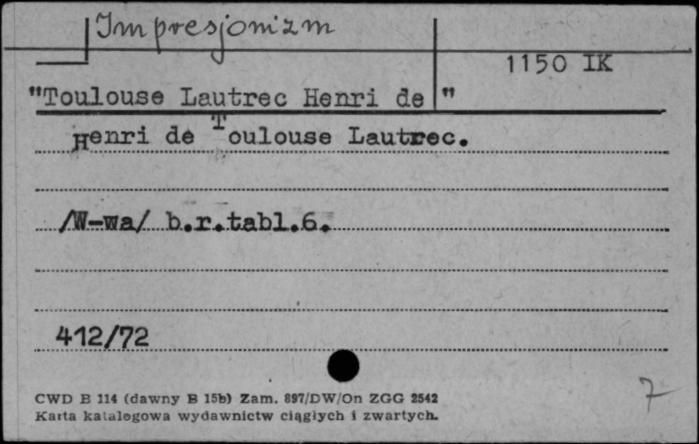 Impresjonizm
1150 IK
"Toulouse Lautrec Henri de "
Henri de Toulouse Lautrec.
/W-wa/ b.r.tabl.6.
412/72
7
CWD B 114 (dawny B 15b) Zam. 897/DW/On ZGG 2542
Karta katalogowa wydawnictw ciągłych i zwartych.